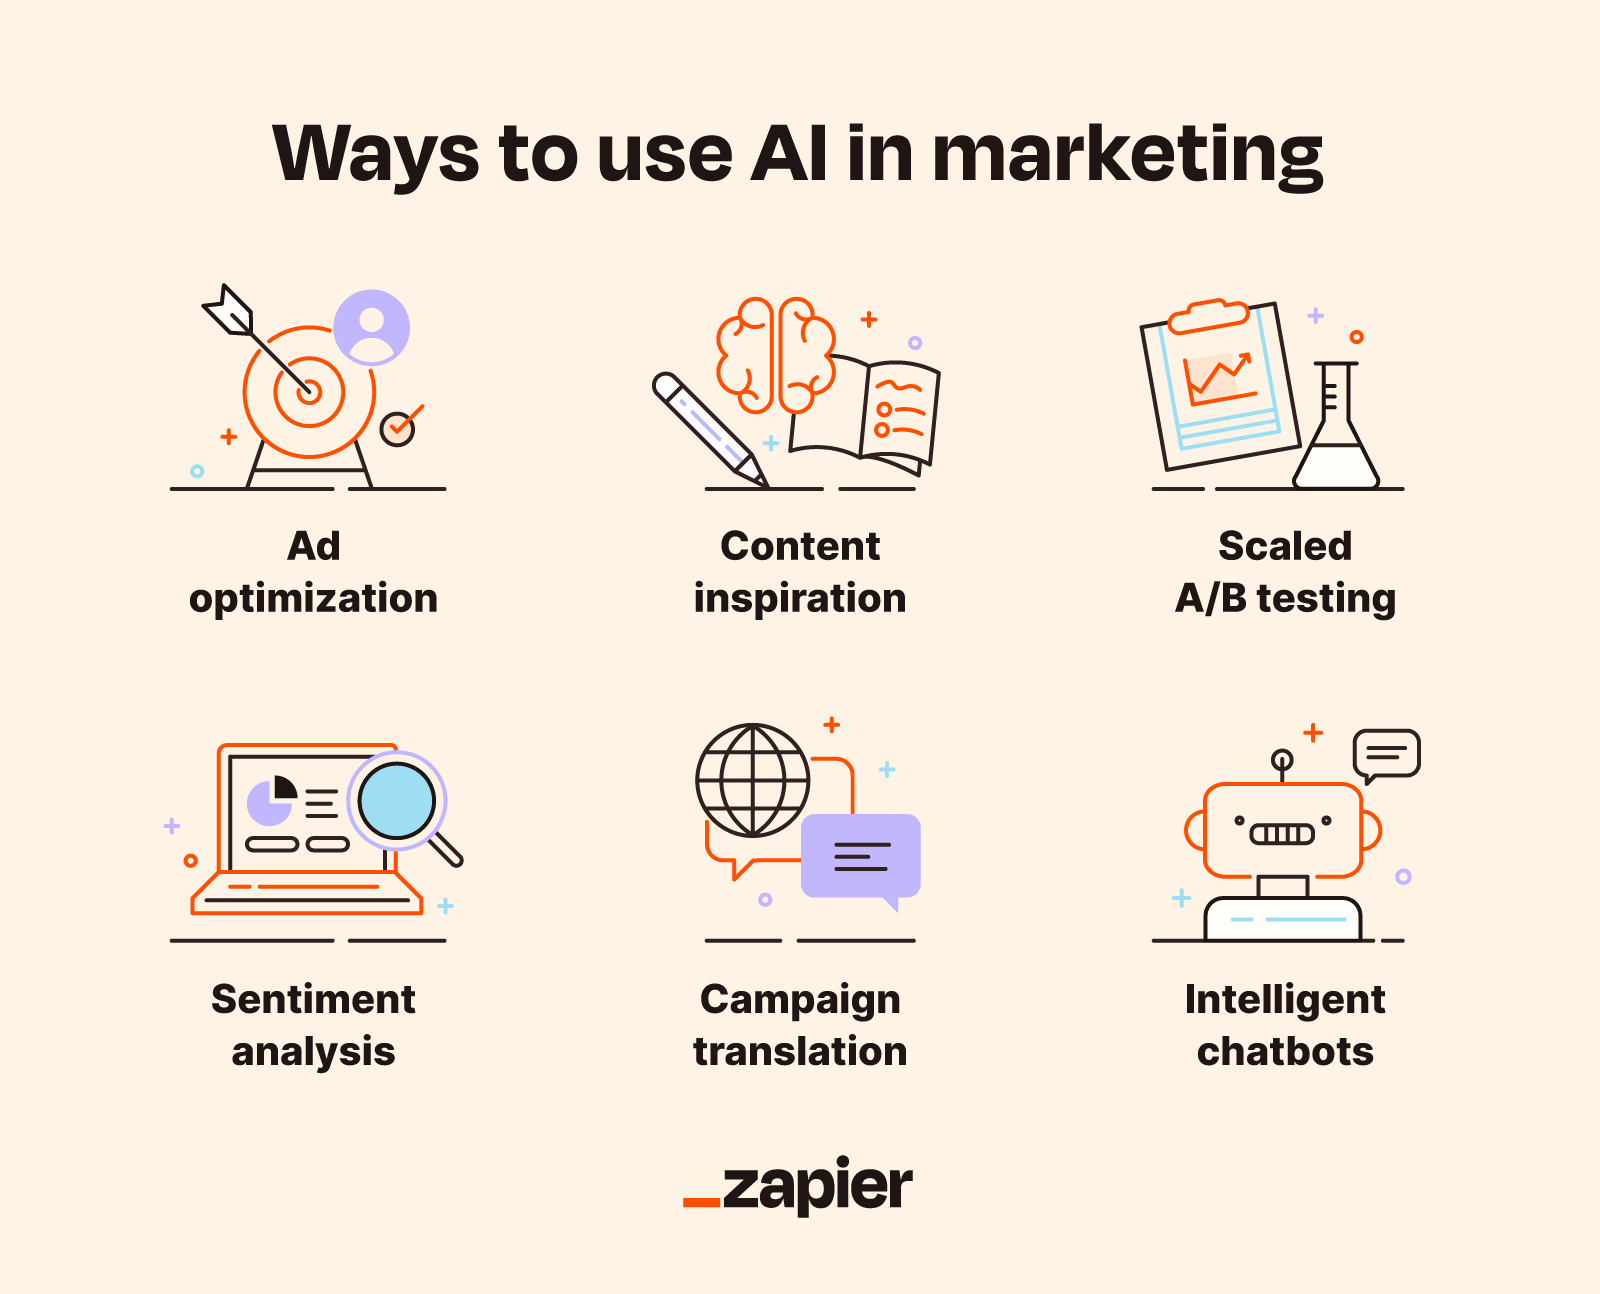 Ways to use AI in marketing
Ad
optimization
Content
inspiration
Scaled
A/B testing
Sentiment
analysis
Campaign
translation
Intelligent
chatbots
_zapier